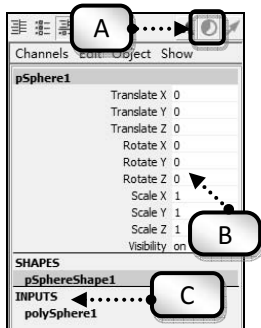 A
Channels Edit Object Show
pSphere1
Translate X 0
Translate Y 0
Translate Z 0
Rotate X 0
Rotate Y 0
Rotate Z 0
Scale X 1
Scale Y 1
Scale Z 1
Visibility on
B
SHAPES
pSphereShape1
INPUTS
polySphere1
C